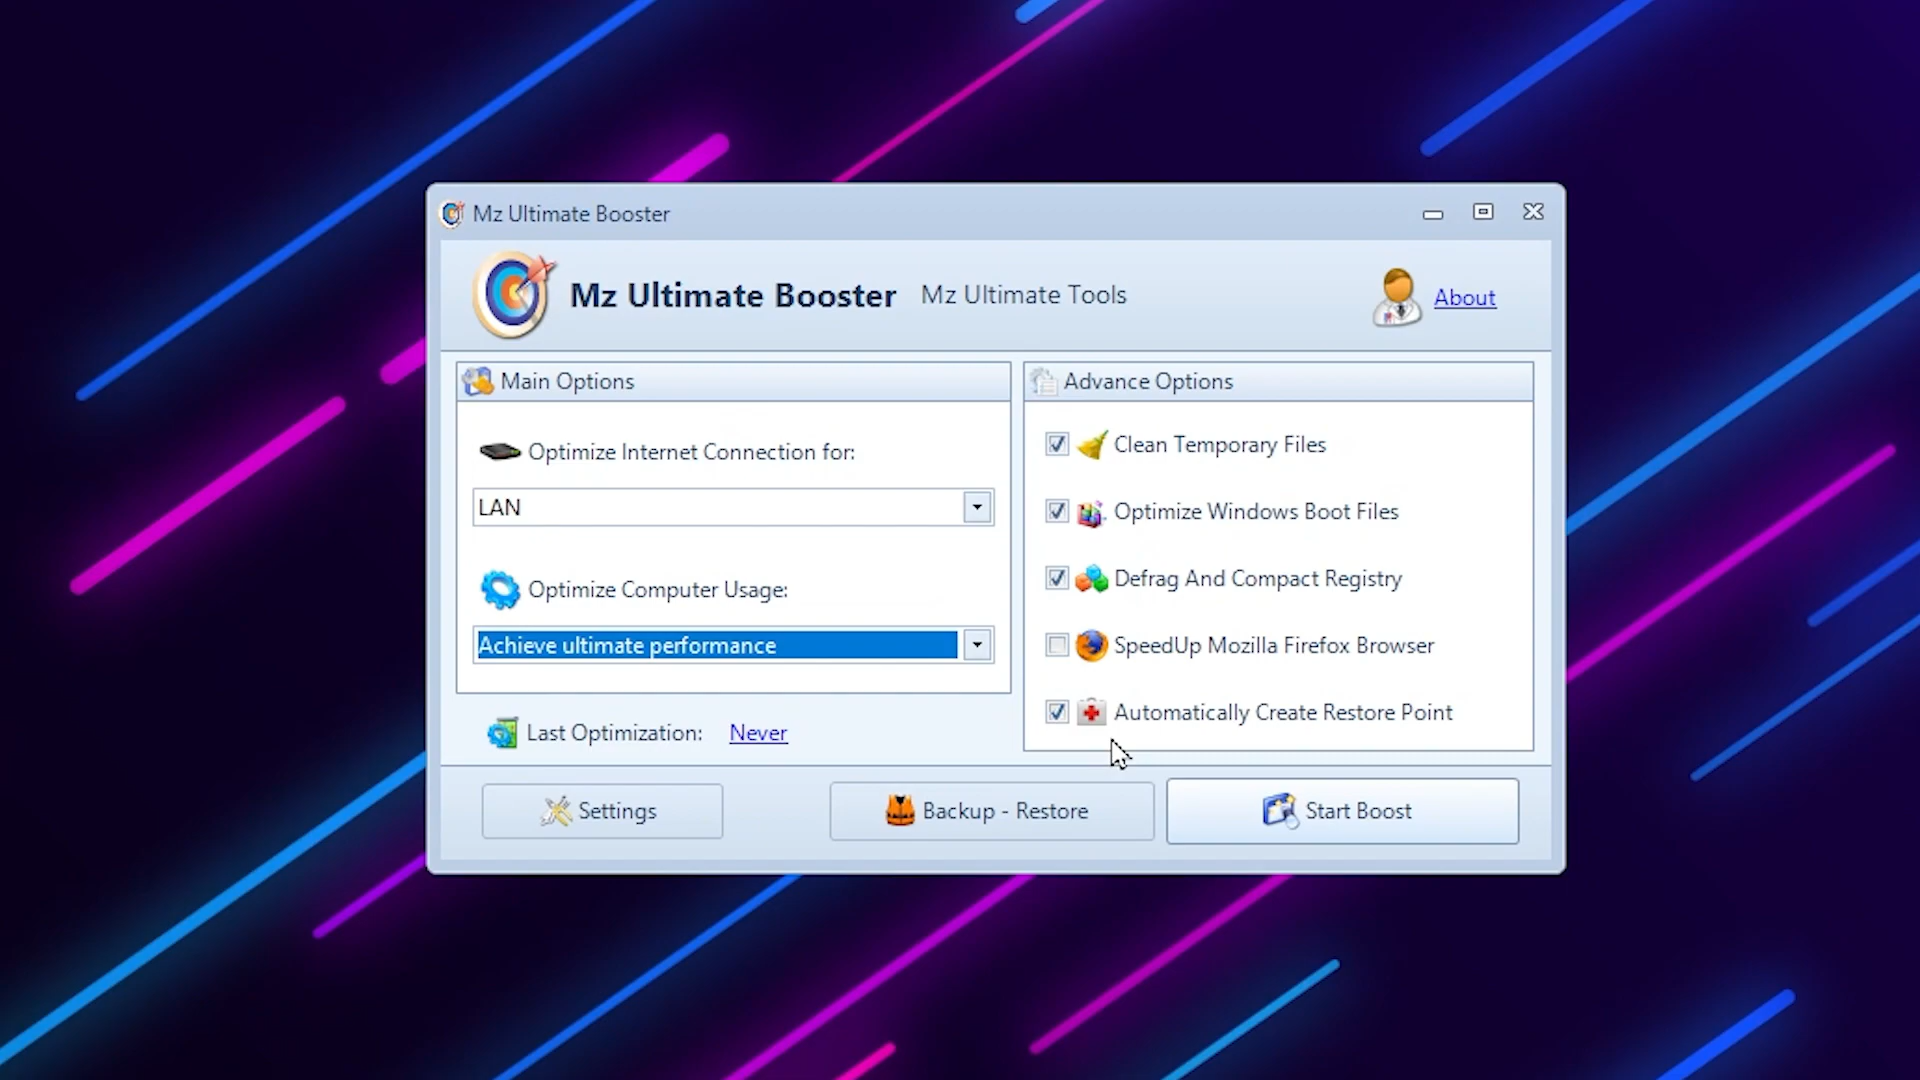 Mz Ultimate Booster
Mz Ultimate Booster Mz Ultimate Tools
About
Main Options
Optimize Internet Connection for:
LAN
Optimize Computer Usage:
Achieve ultimate performance
Last Optimization: Never
Advance Options
Clean Temporary Files
Optimize Windows Boot Files
Defrag And Compact Registry
SpeedUp Mozilla Firefox Browser
Automatically Create Restore Point
Settings
Backup - Restore
Start Boost